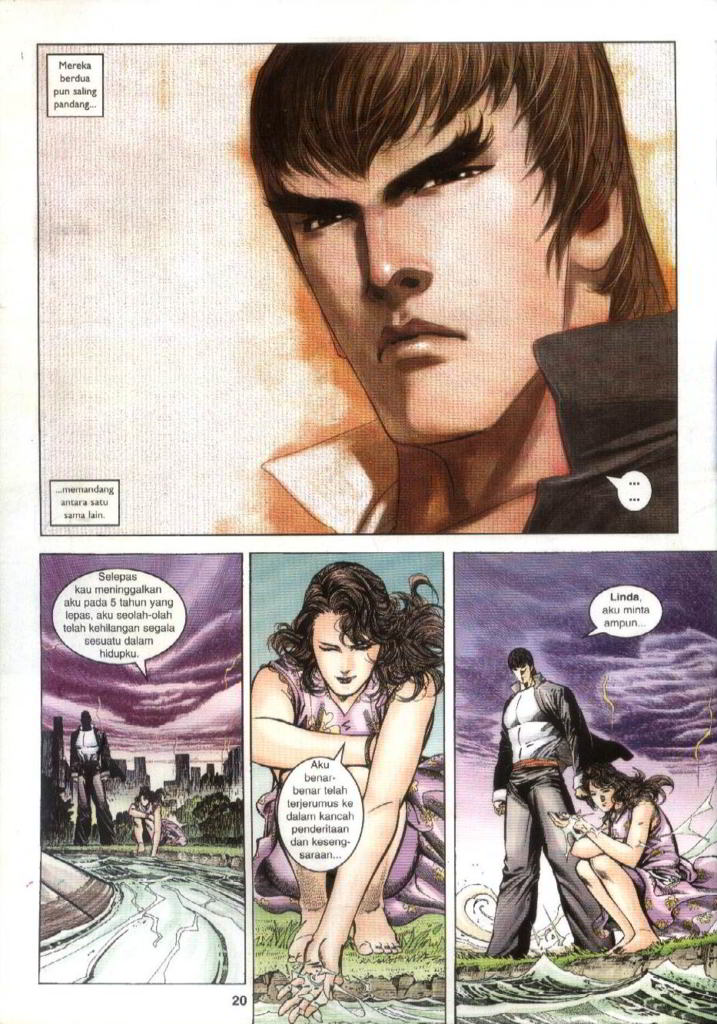 Mereka
berdua
pun saling
pandang...
...memandang
antara satu
sama lain.
...
...
Selepas
kau meninggalkan
aku pada 5 tahun yang
lepas, aku seolah-olah
telah kehilangan segala
sesuatu dalam
hidupku.
Aku
benar-
benar telah
terjerumus ke
dalam kancah
penderitaan
dan keseng-
saraan...
Linda,
aku minta
ampun...
20